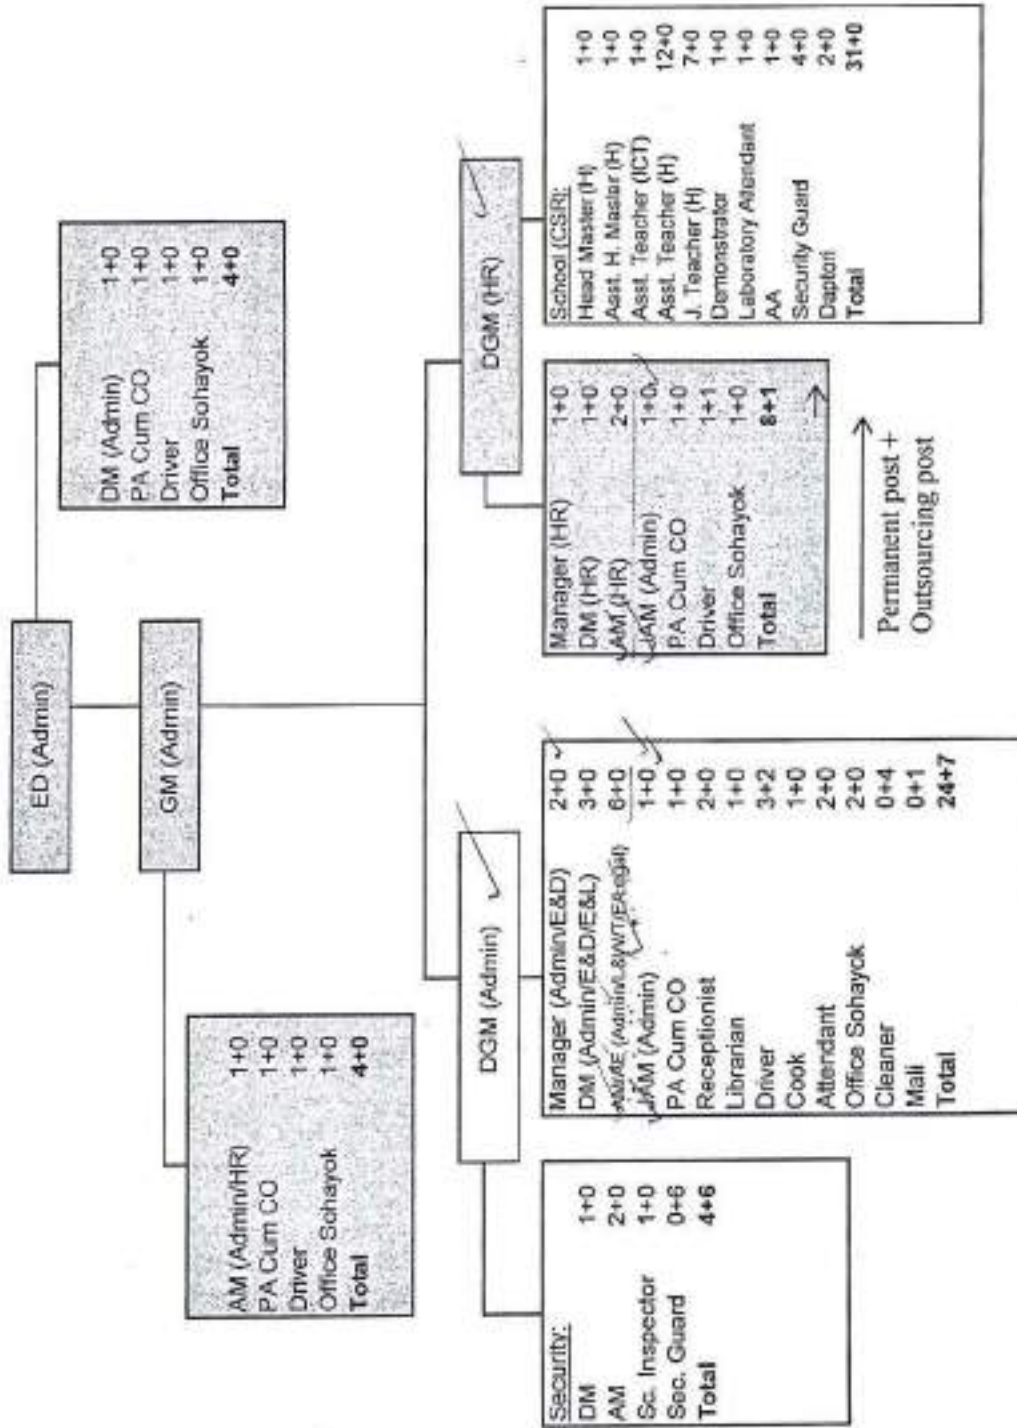 ED (Admin)
DM (Admin) 1+0
PA Cum CO 1+0
Driver 1+0
Office Sohayok 1+0
Total 4+0
GM (Admin)
AM (Admin/HR) 1+0
PA Cum CO 1+0
Driver 1+0
Office Sohayok 1+0
Total 4+0
DGM (Admin)
Security:
DM 1+0
AM 2+0
Sc. Inspector 1+0
Sec. Guard 0+6
Total 4+6
Manager (Admin/E&D) 2+0
DM (Admin/E&D/E&L) 3+0
6+0
JAM (Admin) 1+0
PA Cum CO 1+0
Receptionist 2+0
Librarian 1+0
Driver 3+2
Cook 1+0
Attendant 2+0
Office Sohayok 2+0
Cleaner 0+4
Mali 0+1
Total 24+7
DGM (HR)
Manager (HR) 1+0
DM (HR) 1+0
AM (HR) 2+0
JAM (Admin) 1+0
PA Cum CO 1+0
Driver 1+1
Office Sohayok 1+0
Total 8+1
School (CSR):
Head Master (H) 1+0
Asst. H. Master (H) 1+0
Asst. Teacher (ICT) 1+0
Asst. Teacher (H) 12+0
J. Teacher (H) 7+0
Demonstrator 1+0
Laboratory Attendant 1+0
AA 1+0
Security Guard 4+0
Daptori 2+0
Total 31+0
Permanent post +
Outsourcing post